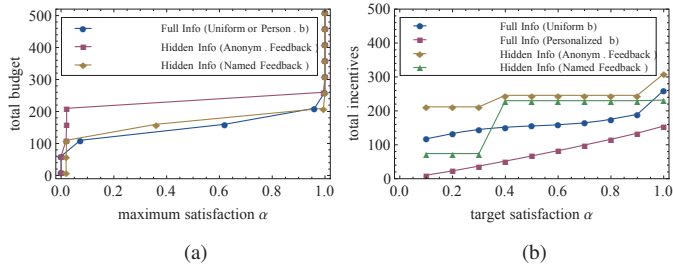 500
400
300
200
100
0
total budget
Full Info (Uniform or Person . b)
Hidden Info (Anonym . Feedback )
Hidden Info (Named Feedback )
0.0 0.2 0.4 0.6 0.8 1.0
maximum satisfaction α
(a)
500
400
300
200
100
0
total incentives
Full Info (Uniform b)
Full Info (Personalized b)
Hidden Info (Anonym . Feedback )
Hidden Info (Named Feedback )
0.0 0.2 0.4 0.6 0.8 1.0
target satisfaction α
(b)